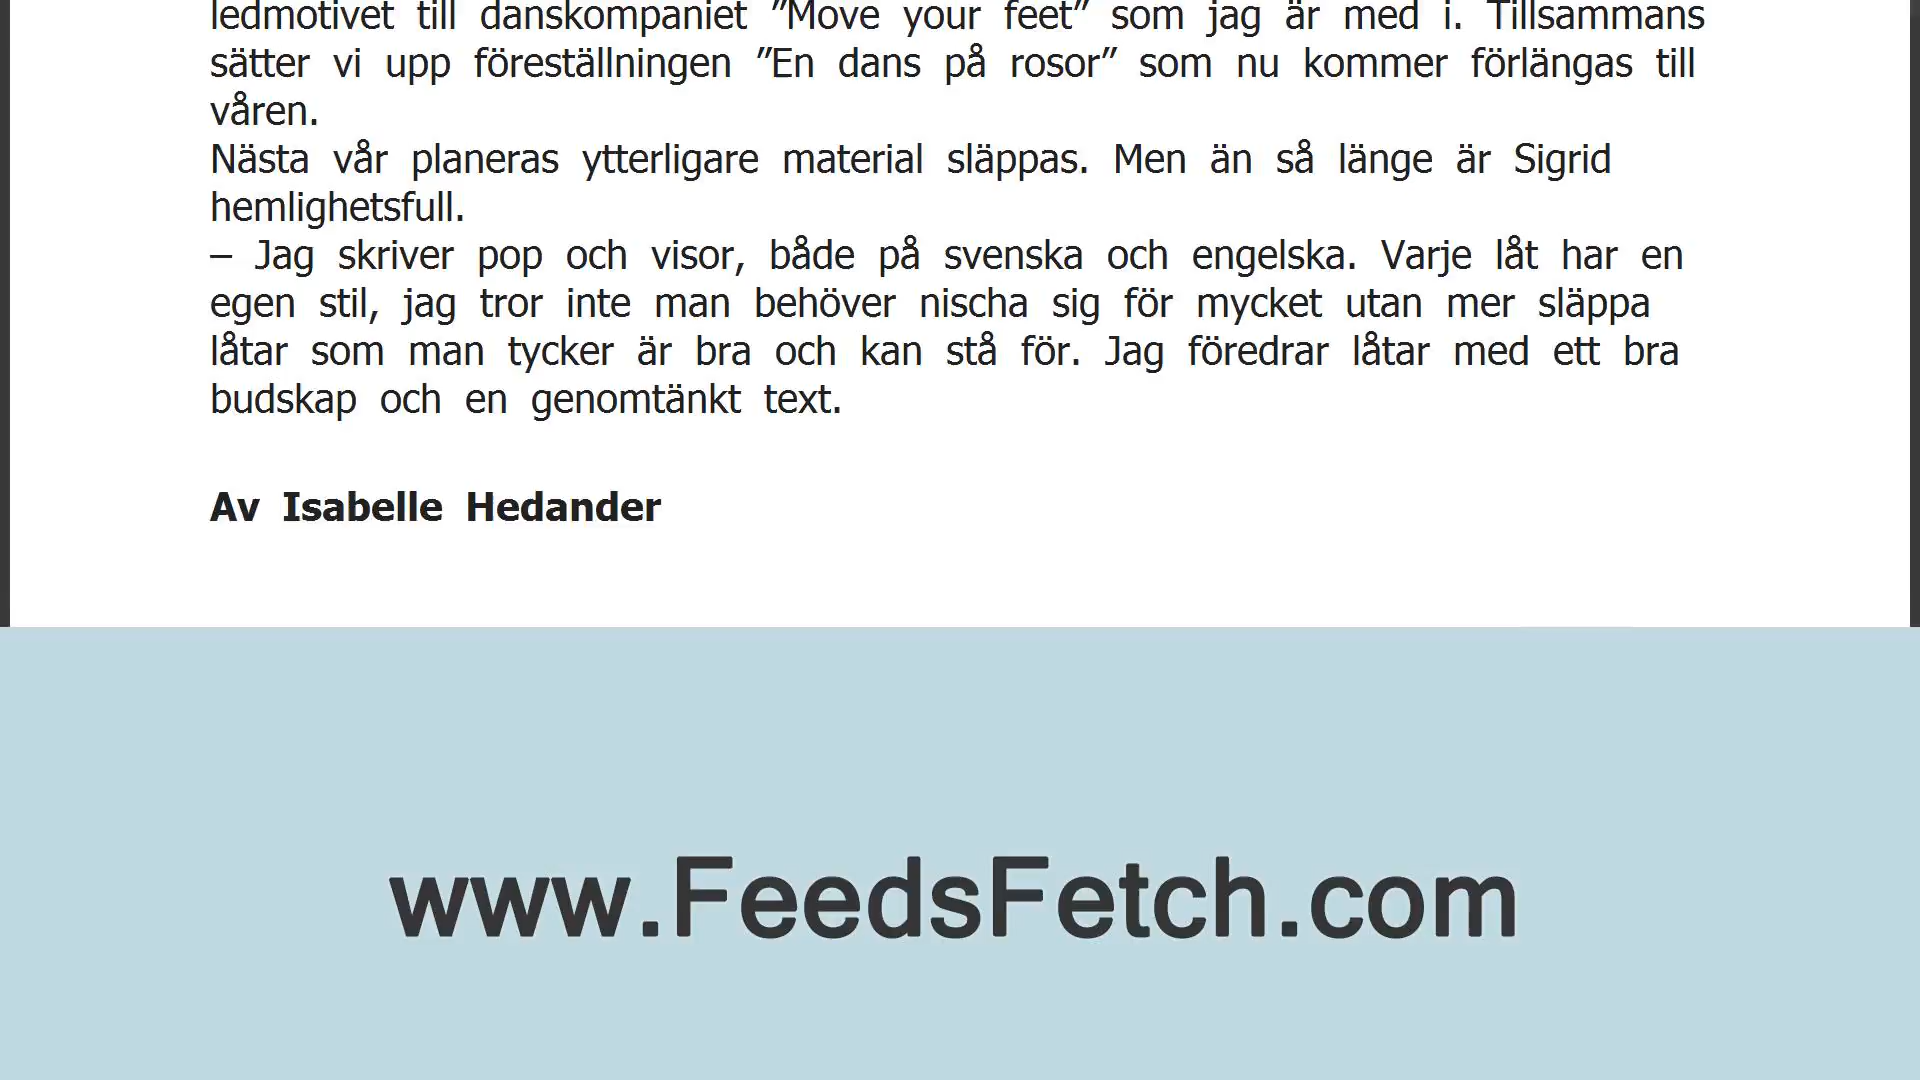 ledmotivet till danskompaniet ”Move your feet” som jag är med i. Tillsammans
sätter vi upp föreställningen ”En dans på rosor” som nu kommer förlängas till
våren.
Nästa vår planeras ytterligare material släppas. Men än så länge är Sigrid
hemlighetsfull.
– Jag skriver pop och visor, både på svenska och engelska. Varje låt har en
egen stil, jag tror inte man behöver nischa sig för mycket utan mer släppa
låtar som man tycker är bra och kan stå för. Jag föredrar låtar med ett bra
budskap och en genomtänkt text.
Av Isabelle Hedander
www.FeedsFetch.com